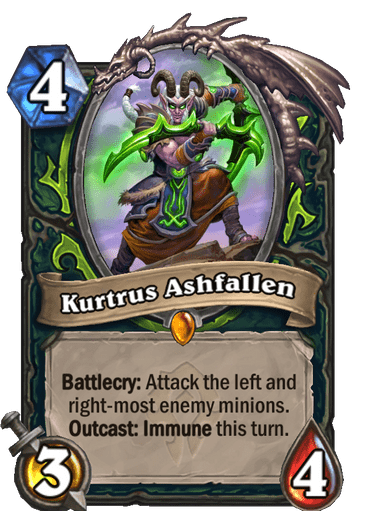 4
Kurtrus Ashfallen
Battlecry: Attack the left and
right-most enemy minions.
Outcast: Immune this turn.
3
4